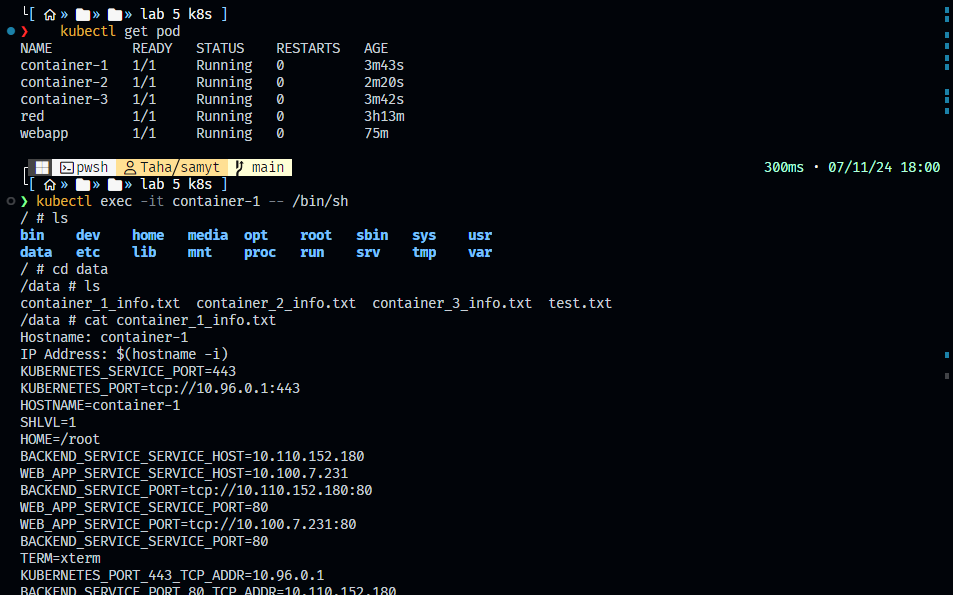 [ » » » lab 5 k8s ]
❯ kubectl get pod
NAME READY STATUS RESTARTS AGE
container-1 1/1 Running 0 3m43s
container-2 1/1 Running 0 2m20s
container-3 1/1 Running 0 3m42s
red 1/1 Running 0 3h13m
webapp 1/1 Running 0 75m
pwsh Taha/samyt main 300ms · 07/11/24 18:00
[ » » » lab 5 k8s ]
❯ kubectl exec -it container-1 -- /bin/sh
/ # ls
bin dev home media opt root sbin sys usr
data etc lib mnt proc run srv tmp var
/ # cd data
/data # ls
container_1_info.txt container_2_info.txt container_3_info.txt test.txt
/data # cat container_1_info.txt
Hostname: container-1
IP Address: $(hostname -i)
KUBERNETES_SERVICE_PORT=443
KUBERNETES_PORT=tcp://10.96.0.1:443
HOSTNAME=container-1
SHLVL=1
HOME=/root
BACKEND_SERVICE_SERVICE_HOST=10.110.152.180
WEB_APP_SERVICE_SERVICE_HOST=10.100.7.231
BACKEND_SERVICE_PORT=tcp://10.110.152.180:80
WEB_APP_SERVICE_SERVICE_PORT=80
WEB_APP_SERVICE_PORT=tcp://10.100.7.231:80
BACKEND_SERVICE_SERVICE_PORT=80
TERM=xterm
KUBERNETES_PORT_443_TCP_ADDR=10.96.0.1
BACKEND_SERVICE_PORT_80_TCP_ADDR=10.110.152.180